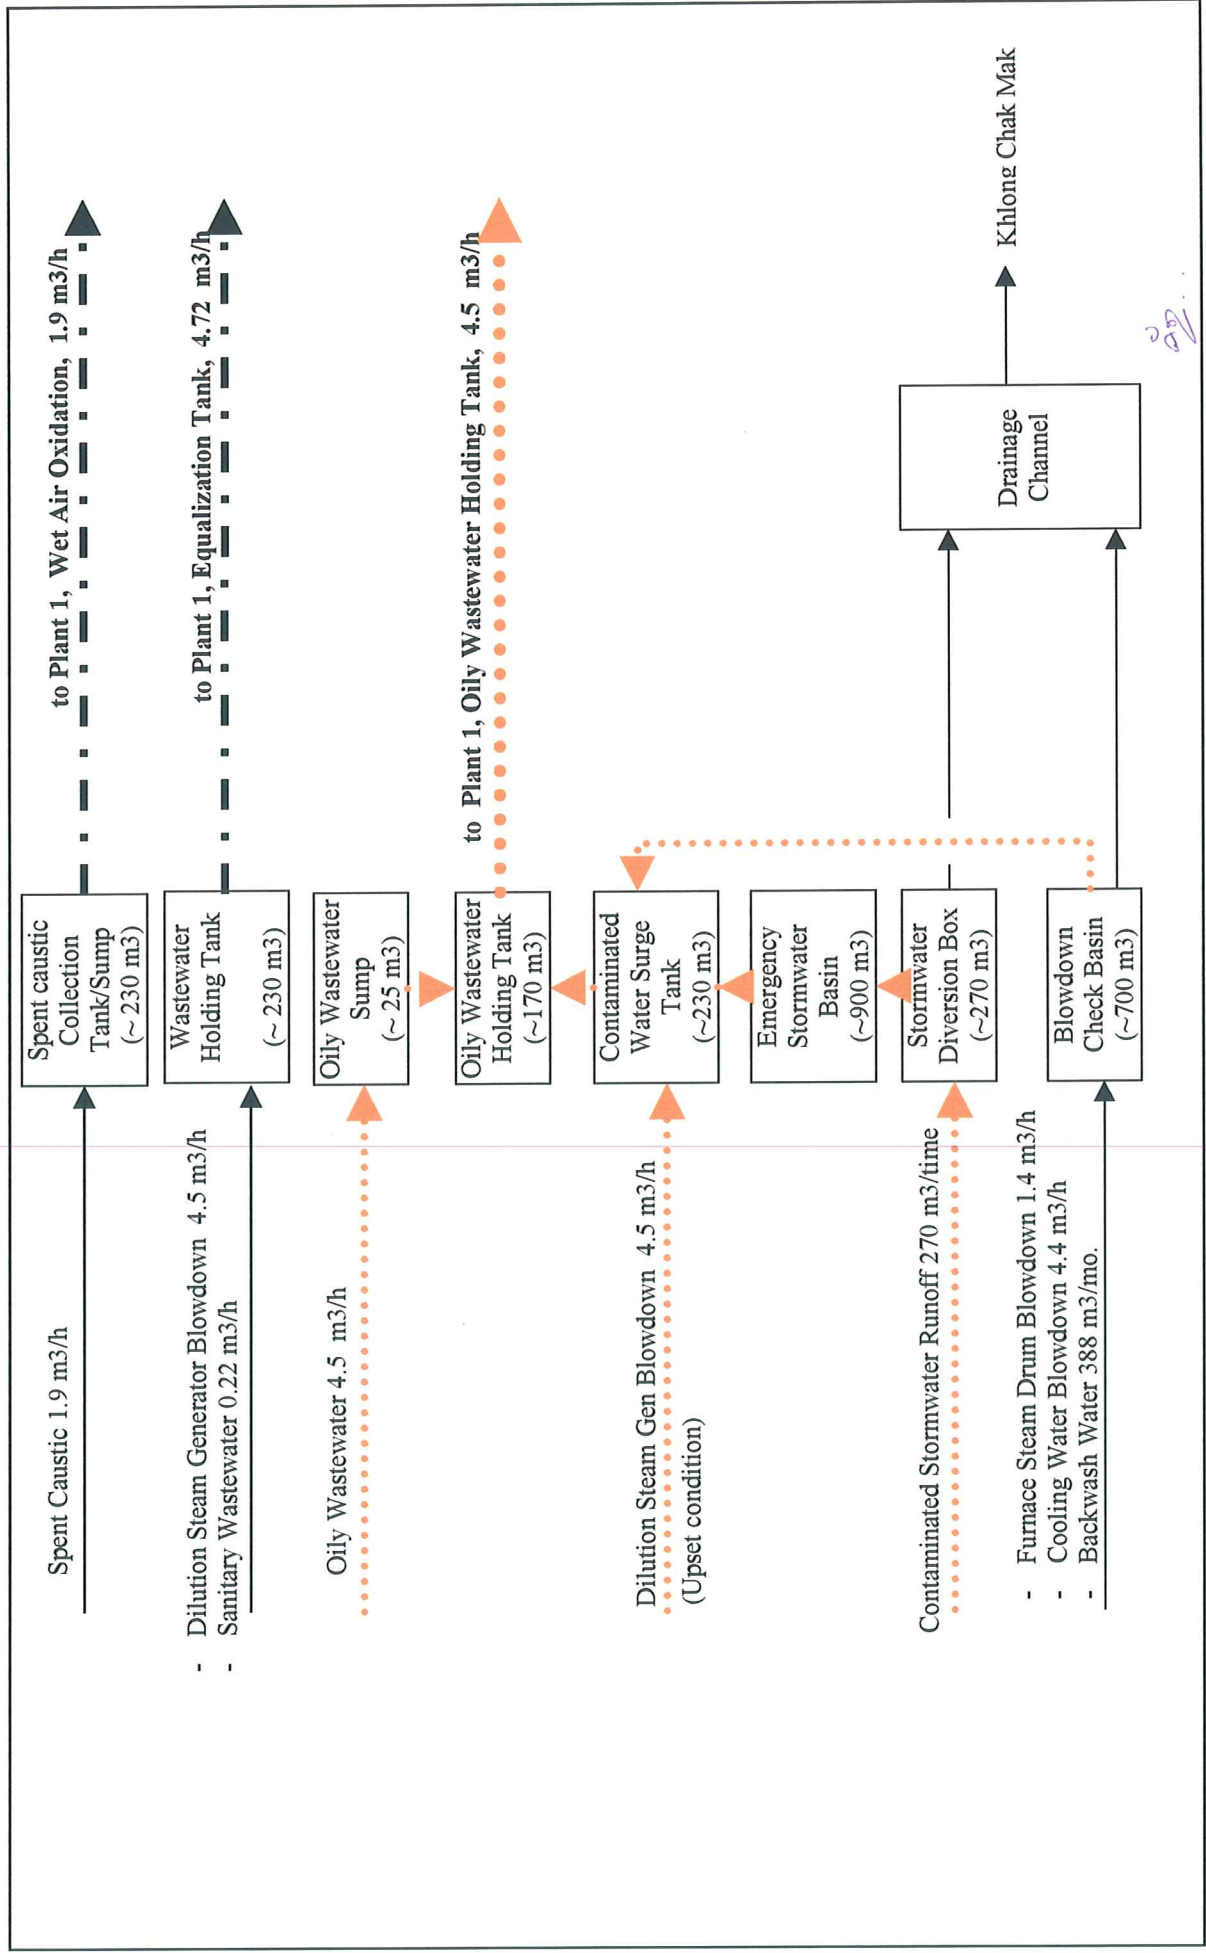 Spent Caustic 1.9 m3/h
Spent caustic
Collection
Tank/Sump
(~ 230 m3)
to Plant 1, Wet Air Oxidation, 1.9 m3/h
- Dilution Steam Generator Blowdown 4.5 m3/h
- Sanitary Wastewater 0.22 m3/h
Wastewater
Holding Tank
(~ 230 m3)
to Plant 1, Equalization Tank, 4.72 m3/h
Oily Wastewater 4.5 m3/h
Oily Wastewater
Sump
(~ 25 m3)
Oily Wastewater
Holding Tank
(~170 m3)
to Plant 1, Oily Wastewater Holding Tank, 4.5 m3/h
Dilution Steam Gen Blowdown 4.5 m3/h
(Upset condition)
Contaminated
Water Surge
Tank
(~230 m3)
Emergency
Stormwater
Basin
(~900 m3)
Contaminated Stormwater Runoff 270 m3/time
Stormwater
Diversion Box
(~270 m3)
- Furnace Steam Drum Blowdown 1.4 m3/h
- Cooling Water Blowdown 4.4 m3/h
- Backwash Water 388 m3/mo.
Blowdown
Check Basin
(~700 m3)
Drainage
Channel
Khlong Chak Mak